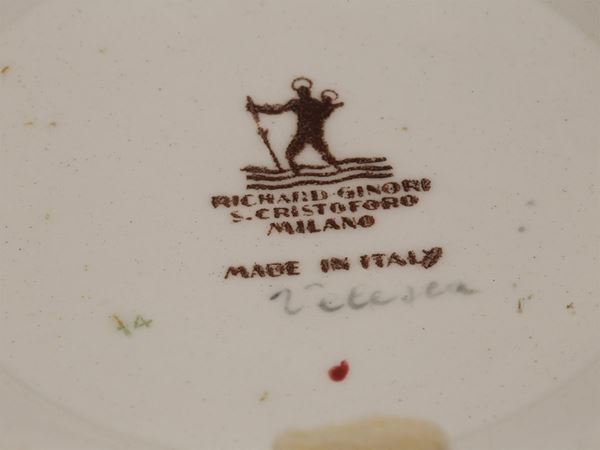 RICHARD-GINORI
S. CRISTOFORO
MILANO
MADE IN ITALY